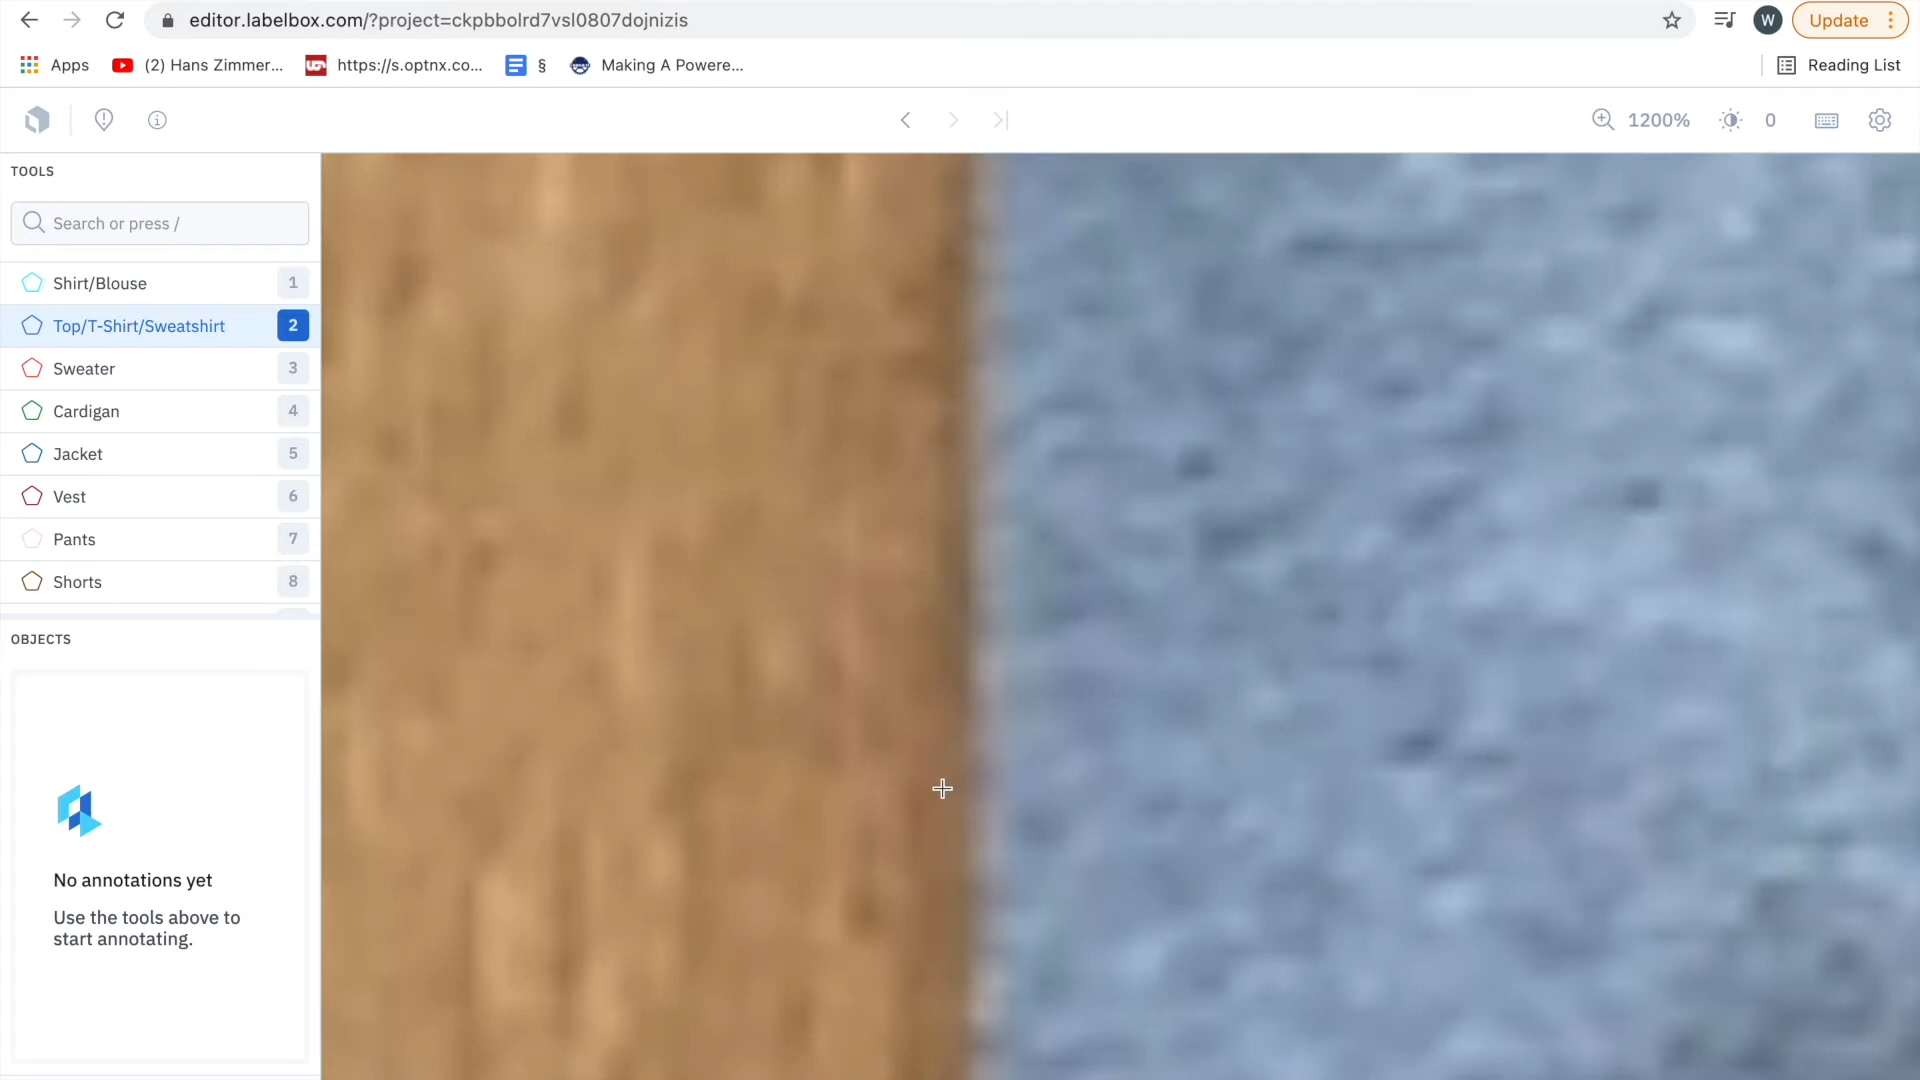 editor.labelbox.com/?project=ckpbbolrd7vsl0807dojnizis
W
Update
Apps
(2) Hans Zimmer...
https://s.optnx.co...
§
Making A Powere...
Reading List
1200%
0
TOOLS
Search or press /
Shirt/Blouse 1
Top/T-Shirt/Sweatshirt 2
Sweater 3
Cardigan 4
Jacket 5
Vest 6
Pants 7
Shorts 8
OBJECTS
No annotations yet
Use the tools above to
start annotating.